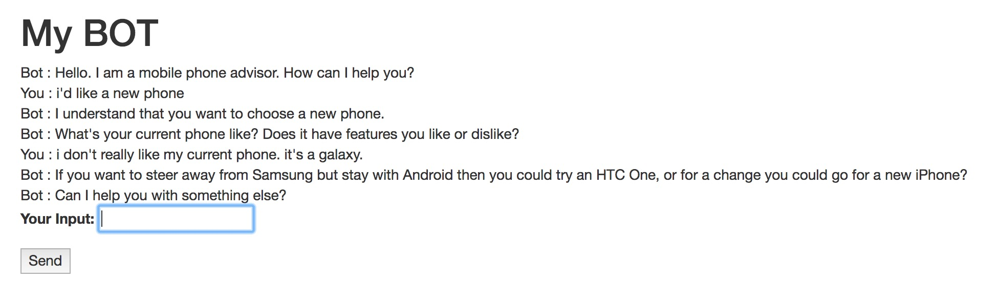 My BOT
Bot : Hello. I am a mobile phone advisor. How can I help you?
You : i'd like a new phone
Bot : I understand that you want to choose a new phone.
Bot : What's your current phone like? Does it have features you like or dislike?
You : i don't really like my current phone. it's a galaxy.
Bot : If you want to steer away from Samsung but stay with Android then you could try an HTC One, or for a change you could go for a new iPhone?
Bot : Can I help you with something else?
Your Input:
Send